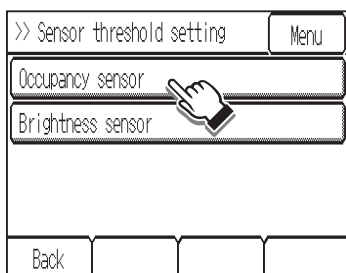 >> Sensor threshold setting
Menu
Occupancy sensor
Brightness sensor
Back